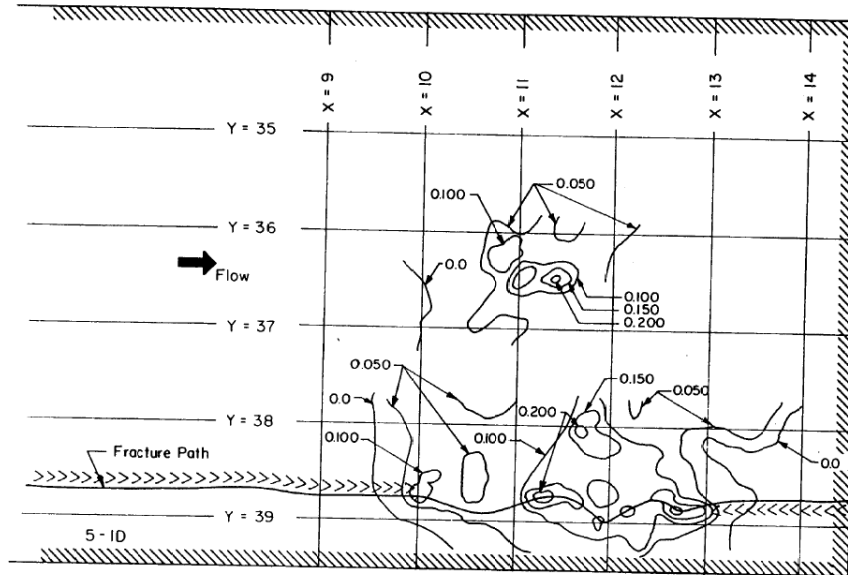 X = 9
X = 10
X = 11
X = 12
X = 13
X = 14
Y = 35
0.100
0.050
Y = 36
0.0
Flow
0.100
0.150
0.200
Y = 37
0.050
0.150
0.050
0.0
Y = 38
0.200
0.100
0.100
0.0
Fracture Path
Y = 39
5 - 1D